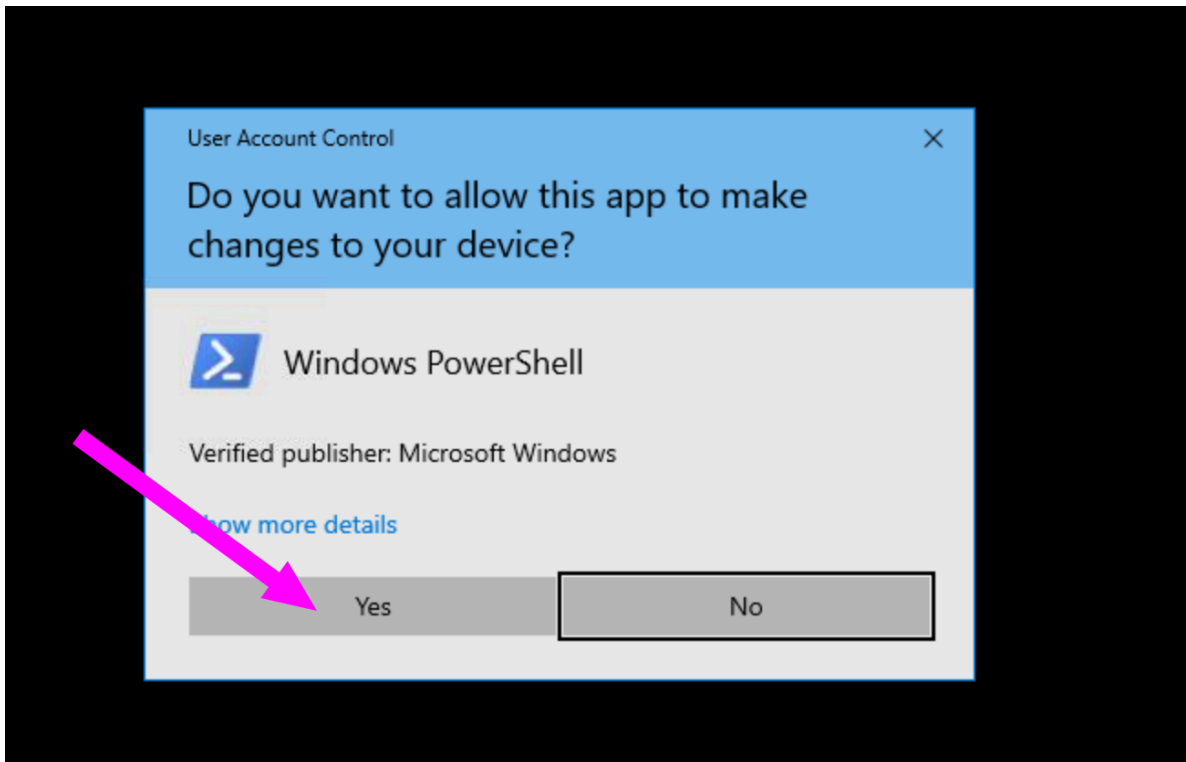 User Account Control
Do you want to allow this app to make
changes to your device?
Windows PowerShell
Verified publisher: Microsoft Windows
Show more details
Yes
No